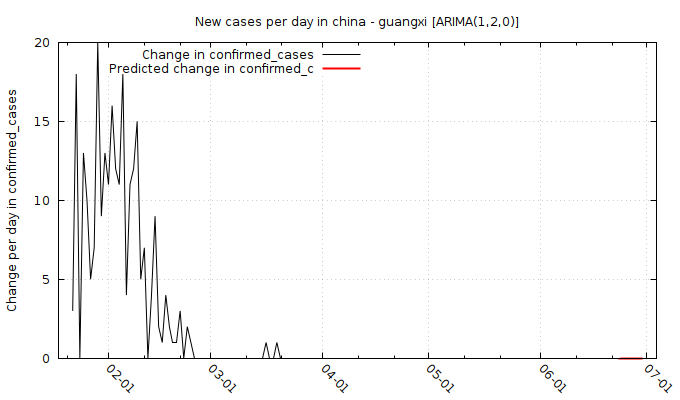 New cases per day in china - guangxi [ARIMA(1,2,0)]
Change in confirmed_cases
Predicted change in confirmed_c
Change per day in confirmed_cases
20
15
10
5
0
02-01
03-01
04-01
05-01
06-01
07-01